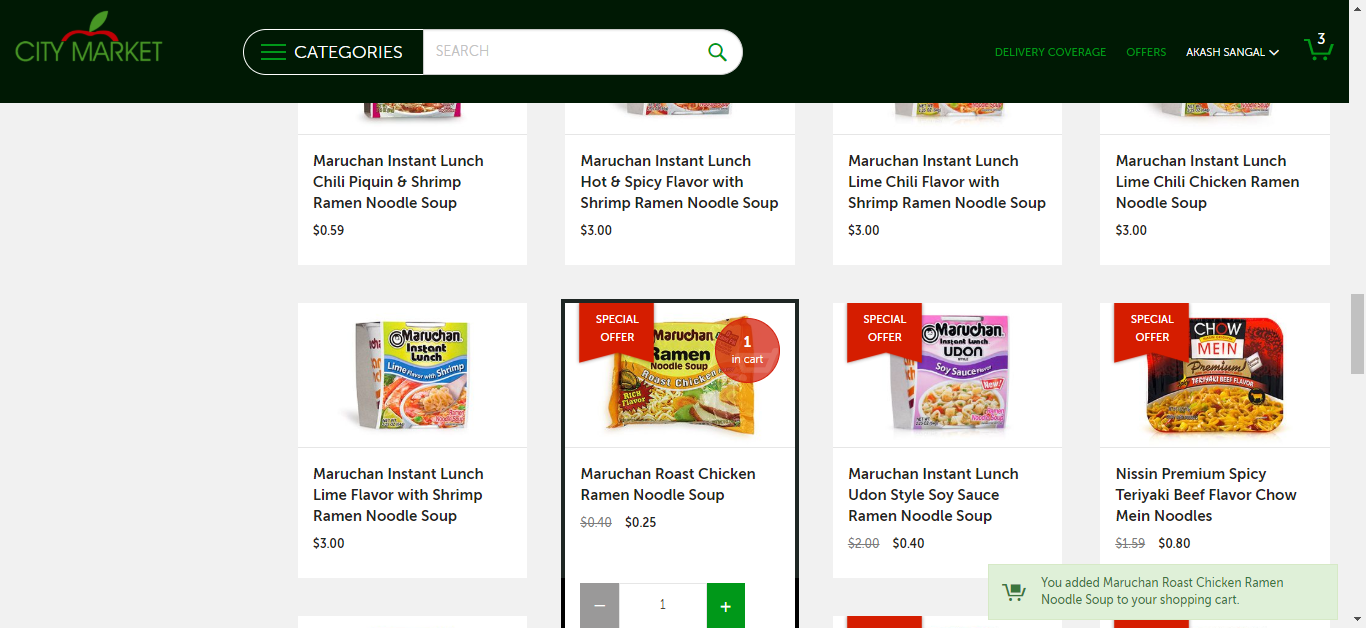 CITY MARKET
CATEGORIES
SEARCH
DELIVERY COVERAGE
OFFERS
AKASH SANGAL
3
Maruchan Instant Lunch
Chili Piquin & Shrimp
Ramen Noodle Soup
$0.59
Maruchan Instant Lunch
Hot & Spicy Flavor with
Shrimp Ramen Noodle Soup
$3.00
Maruchan Instant Lunch
Lime Chili Flavor with
Shrimp Ramen Noodle Soup
$3.00
Maruchan Instant Lunch
Lime Chili Chicken Ramen
Noodle Soup
$3.00
Maruchan
Instant
Lunch
Lime Flavor with Shrimp
Maruchan Instant Lunch
Lime Flavor with Shrimp
Ramen Noodle Soup
$3.00
SPECIAL
OFFER
Maruchan
Ramen
Noodle Soup
Roast Chicken
RICH
Flavor
1
in cart
Maruchan Roast Chicken
Ramen Noodle Soup
$0.40 $0.25
− 1 +
SPECIAL
OFFER
Maruchan
Instant Lunch
UDON
STYLE
Soy Sauce Flavor
New!
Maruchan Instant Lunch
Udon Style Soy Sauce
Ramen Noodle Soup
$2.00 $0.40
SPECIAL
OFFER
CHOW
MEIN
Premium
TERIYAKI BEEF FLAVOR
Nissin Premium Spicy
Teriyaki Beef Flavor Chow
Mein Noodles
$1.59 $0.80
You added Maruchan Roast Chicken Ramen
Noodle Soup to your shopping cart.